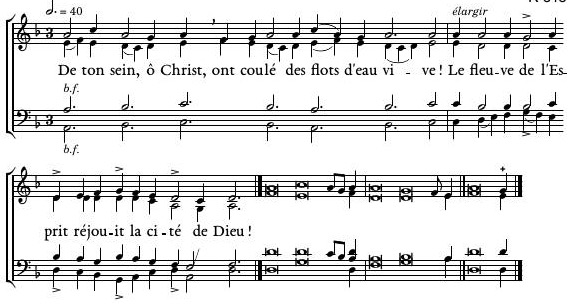 𝅗𝅥. = 40
élargir
De ton sein, ô Christ, ont coulé des flots d'eau vi - ve! Le fleu-ve de l'Es-
b.f.
b.f.
prit réjou-it la ci-té de Dieu !